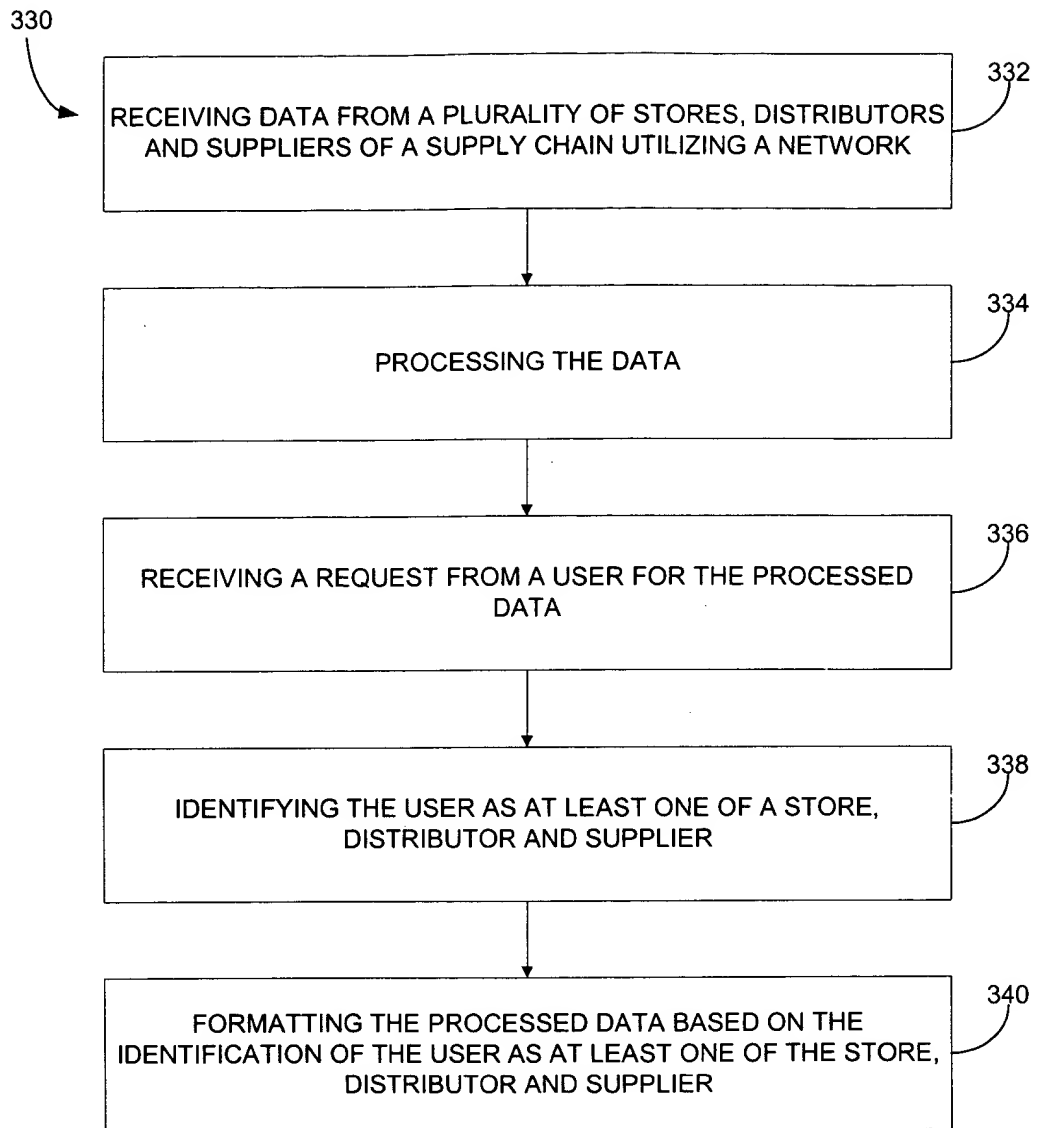 330
332
RECEIVING DATA FROM A PLURALITY OF STORES, DISTRIBUTORS
AND SUPPLIERS OF A SUPPLY CHAIN UTILIZING A NETWORK
334
PROCESSING THE DATA
336
RECEIVING A REQUEST FROM A USER FOR THE PROCESSED
DATA
338
IDENTIFYING THE USER AS AT LEAST ONE OF A STORE,
DISTRIBUTOR AND SUPPLIER
340
FORMATTING THE PROCESSED DATA BASED ON THE
IDENTIFICATION OF THE USER AS AT LEAST ONE OF THE STORE,
DISTRIBUTOR AND SUPPLIER